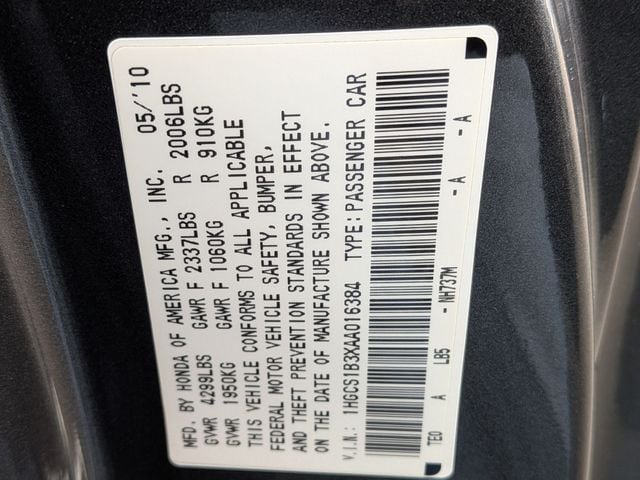 MFD. BY HONDA OF AMERICA MFG., INC. 05/'10
GVWR 4299LBS GAWR F 2337LBS R 2006LBS
GVWR 1950KG GAWR F 1060KG R 910KG
THIS VEHICLE CONFORMS TO ALL APPLICABLE
FEDERAL MOTOR VEHICLE SAFETY, BUMPER,
AND THEFT PREVENTION STANDARDS IN EFFECT
ON THE DATE OF MANUFACTURE SHOWN ABOVE.
V.I.N.: 1HGCS1B3XAA016384 TYPE:PASSENGER CAR
TE0 A LB5 - NH737M - A - A